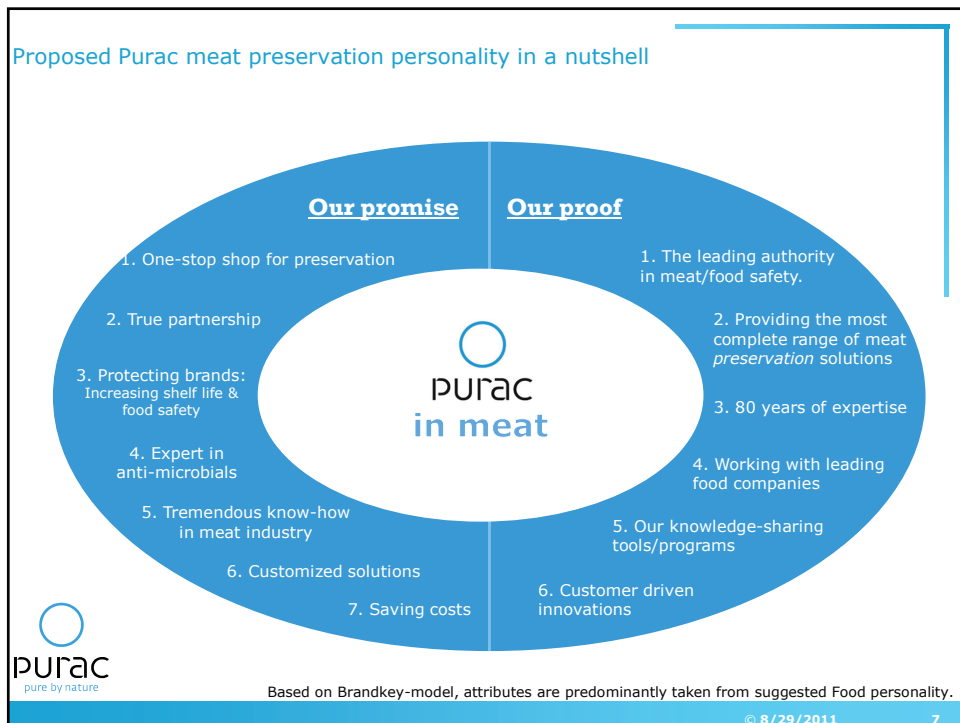 Proposed Purac meat preservation personality in a nutshell
Our promise
1. One-stop shop for preservation
2. True partnership
3. Protecting brands:
Increasing shelf life &
food safety
4. Expert in
anti-microbials
5. Tremendous know-how
in meat industry
6. Customized solutions
7. Saving costs
Our proof
1. The leading authority
in meat/food safety.
2. Providing the most
complete range of meat
preservation solutions
3. 80 years of expertise
4. Working with leading
food companies
5. Our knowledge-sharing
tools/programs
6. Customer driven
innovations
purac
in meat
purac
pure by nature
Based on Brandkey-model, attributes are predominantly taken from suggested Food personality.
© 8/29/2011 7